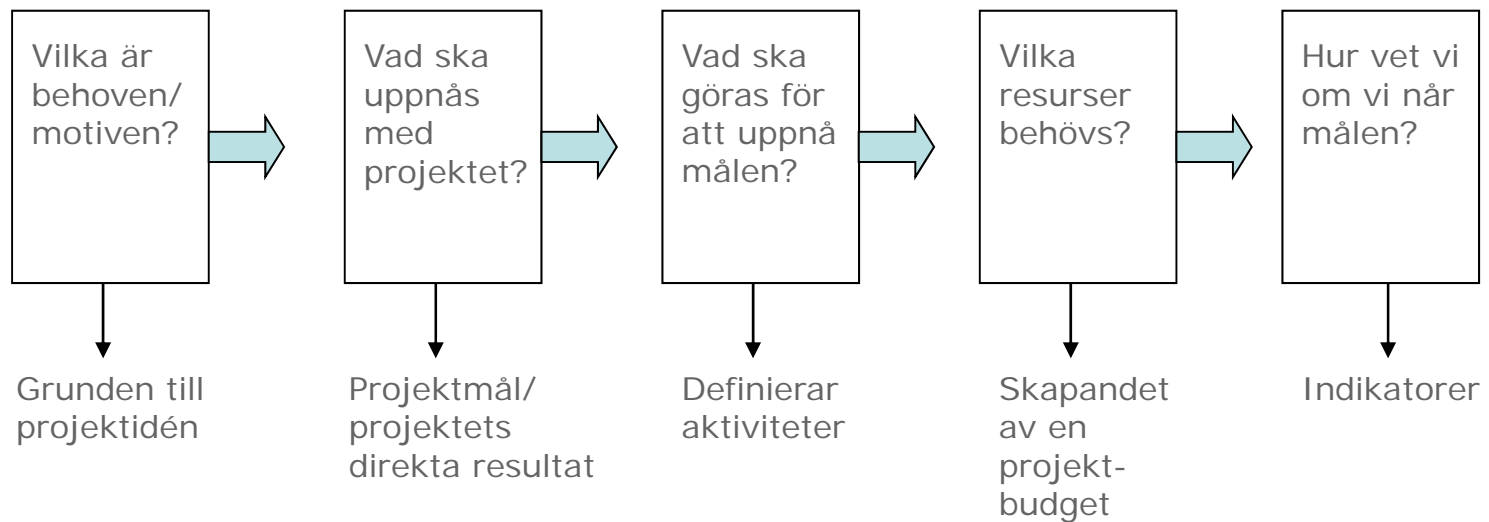 Vilka är
behoven/
motiven?
Vad ska
uppnås
med
projektet?
Vad ska
göras för
att uppnå
målen?
Vilka
resurser
behövs?
Hur vet vi
om vi når
målen?
Grunden till
projektidén
Projektmål/
projektets
direkta resultat
Definierar
aktiviteter
Skapandet
av en
projekt-
budget
Indikatorer